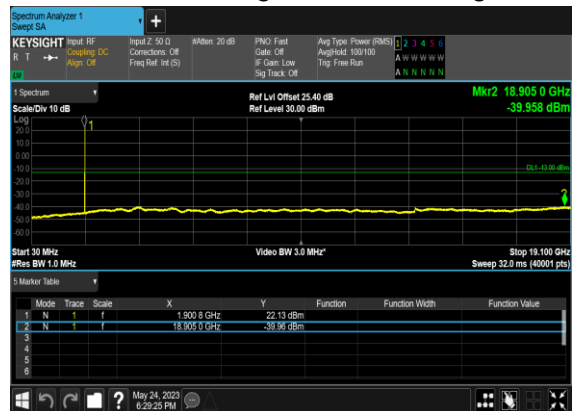 Spectrum Analyzer 1
Swept SA
KEYSIGHT Input: RF Input Z: 50 Ω #Atten: 20 dB PNO: Fast Avg Type: Power (RMS) 1 2 3 4 5 6
R T Coupling: DC Corrections: Off Gate: Off Avg|Hold: 100/100 A W W W W W
Align: Off Freq Ref: Int (S) IF Gain: Low Trig: Free Run
LW Sig Track: Off A N N N N N
1 Spectrum Ref Lvl Offset 25.40 dB Mkr2 18.905 0 GHz
Scale/Div 10 dB Ref Level 30.00 dBm -39.958 dBm
Log
1
20.0
10.0
0.00
-10.0 DL1 -13.00 dBm
-20.0
-30.0 2
-40.0
-50.0
-60.0
Start 30 MHz Video BW 3.0 MHz* Stop 19.100 GHz
#Res BW 1.0 MHz Sweep 32.0 ms (40001 pts)
5 Marker Table
Mode Trace Scale X Y Function Function Width Function Value
1 N 1 f 1.900 8 GHz 22.13 dBm
2 N 1 f 18.905 0 GHz -39.96 dBm
3
4
5
6
? May 24, 2023
6:29:25 PM